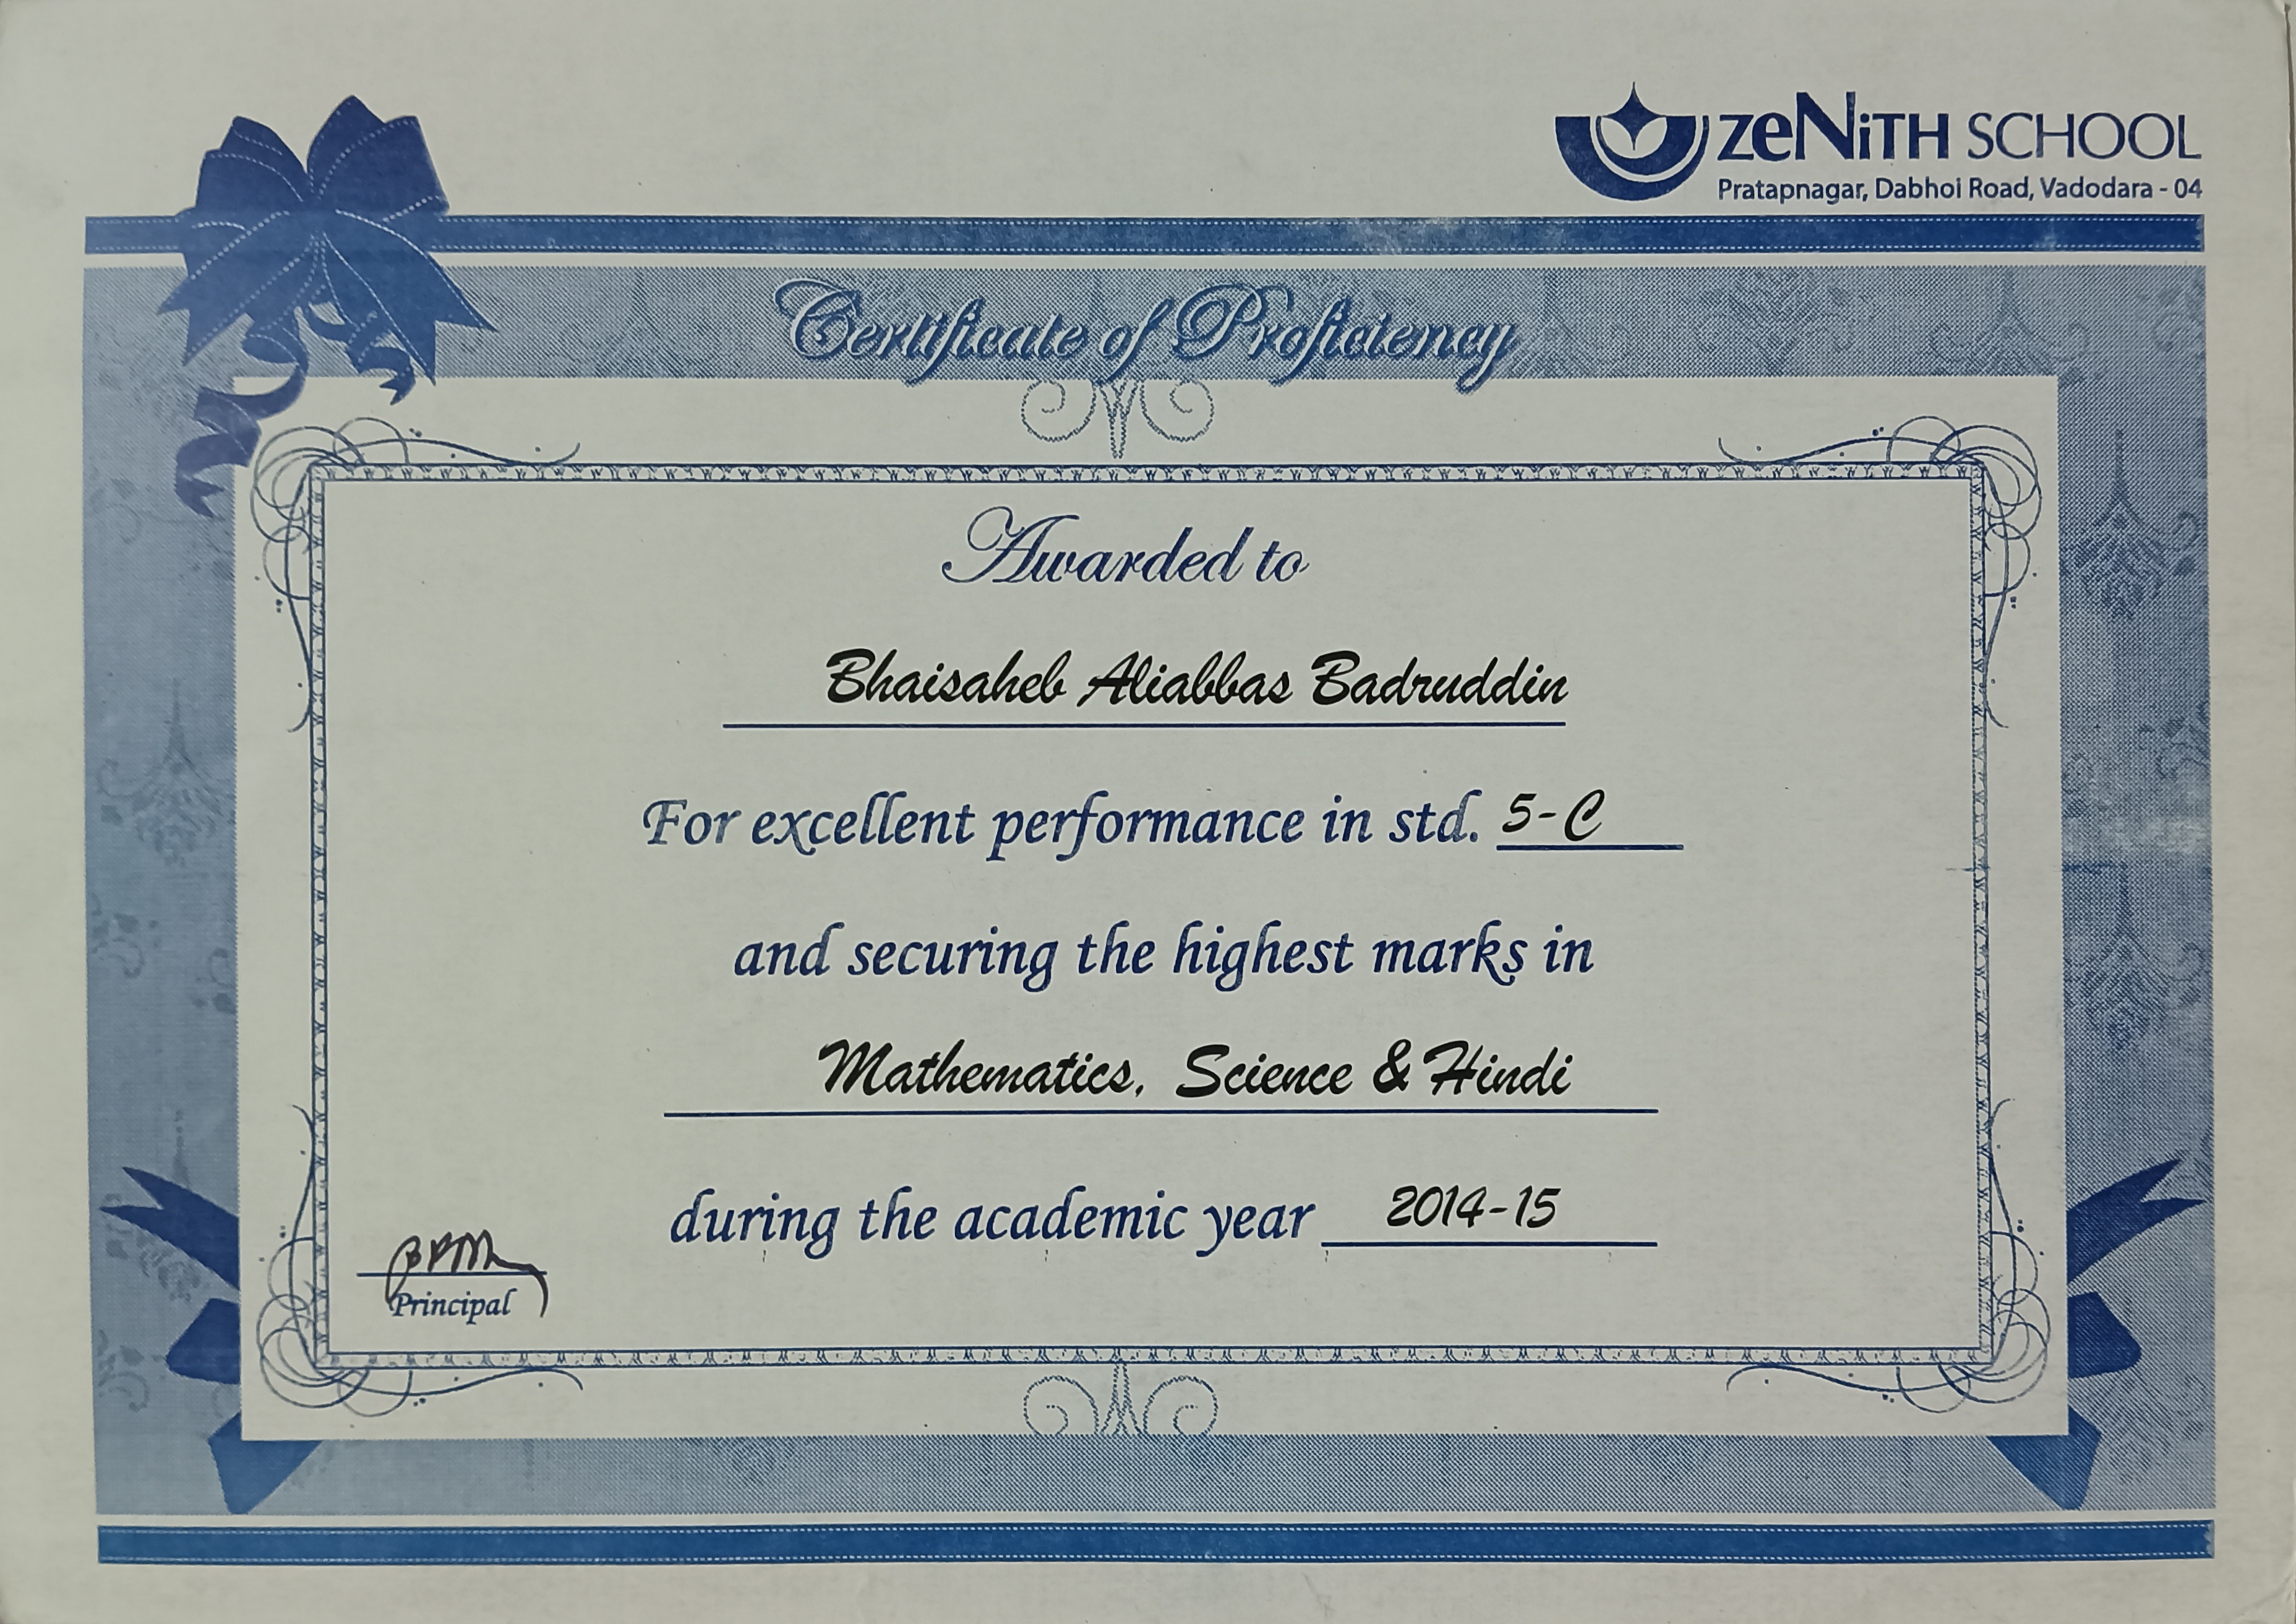 zeNiTH SCHOOL
Pratapnagar, Dabhoi Road, Vadodara - 04
Certificate of Proficiency
Awarded to
Bhaisaheb Aliabbas Badruddin
For excellent performance in std. 5-C
and securing the highest marks in
Mathematics, Science & Hindi
during the academic year 2014-15
Principal